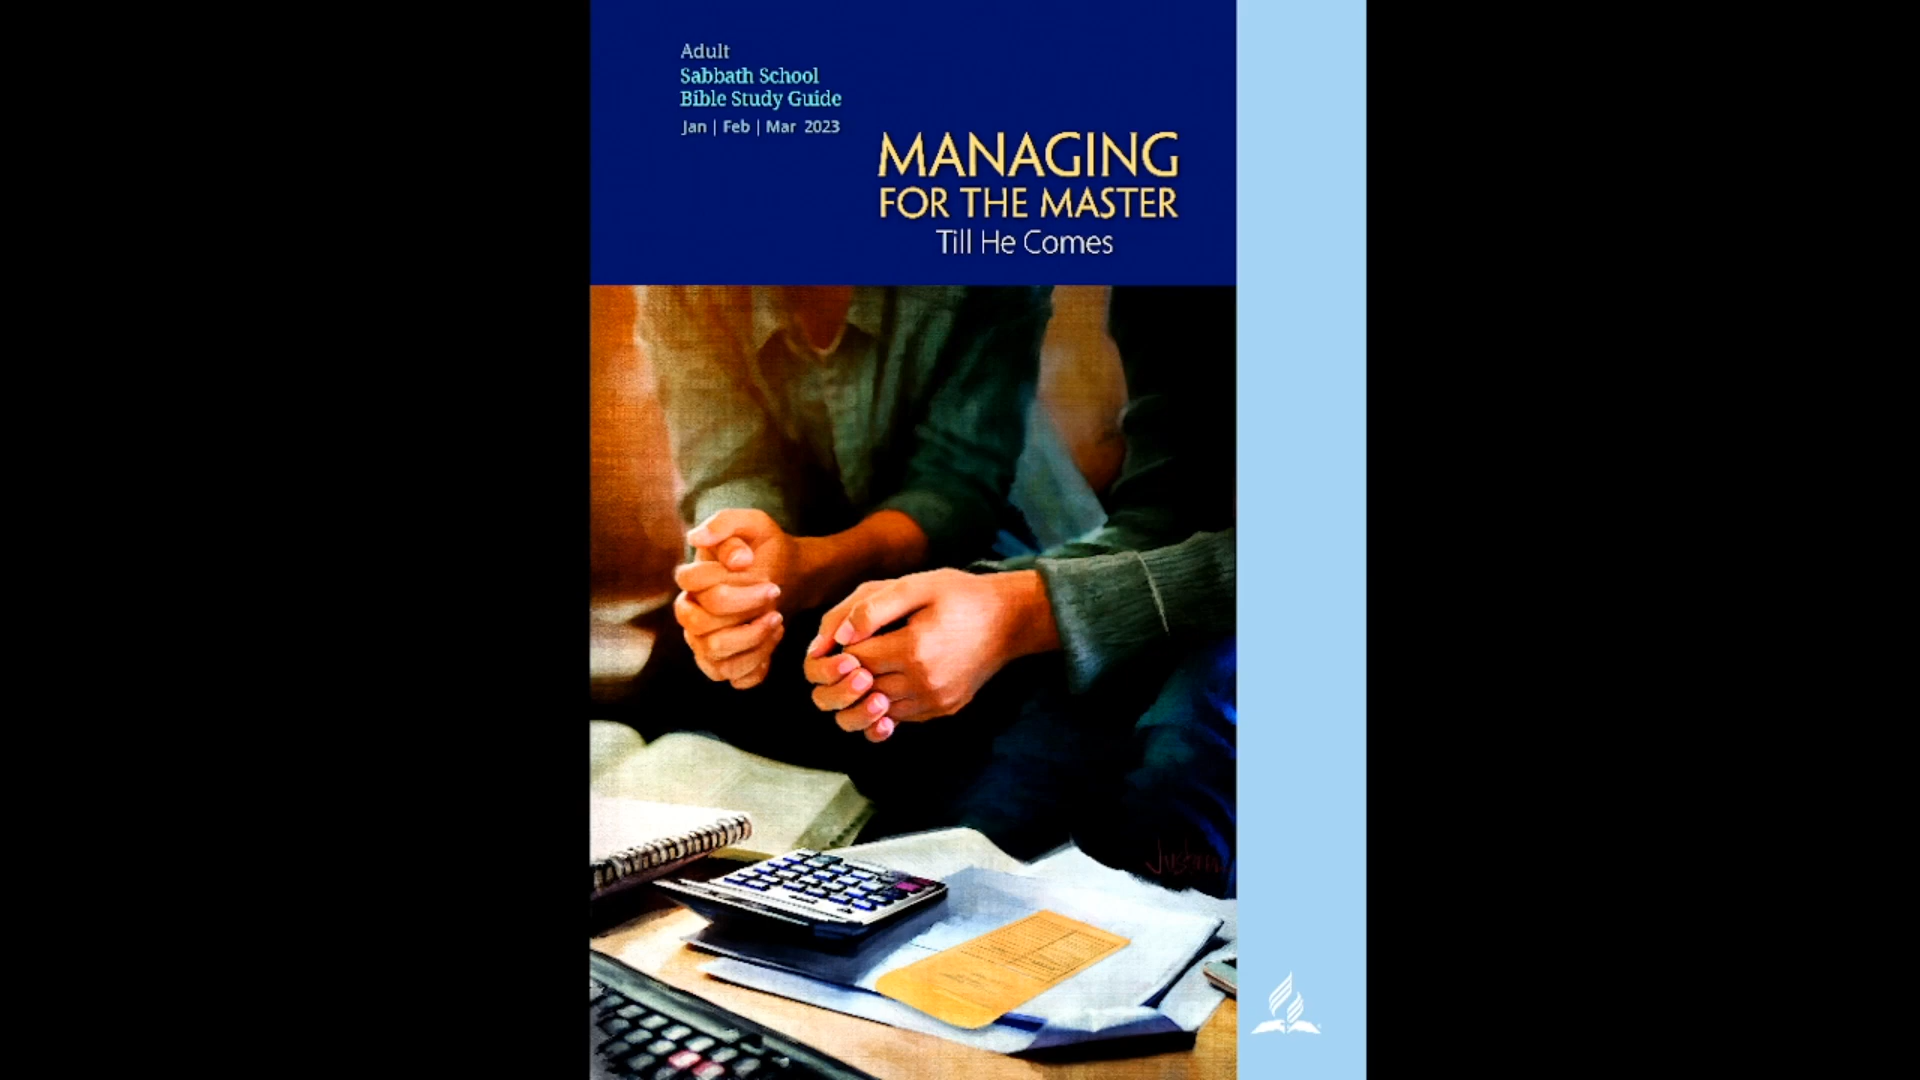 Adult
Sabbath School
Bible Study Guide
Jan | Feb | Mar 2023
MANAGING
FOR THE MASTER
Till He Comes